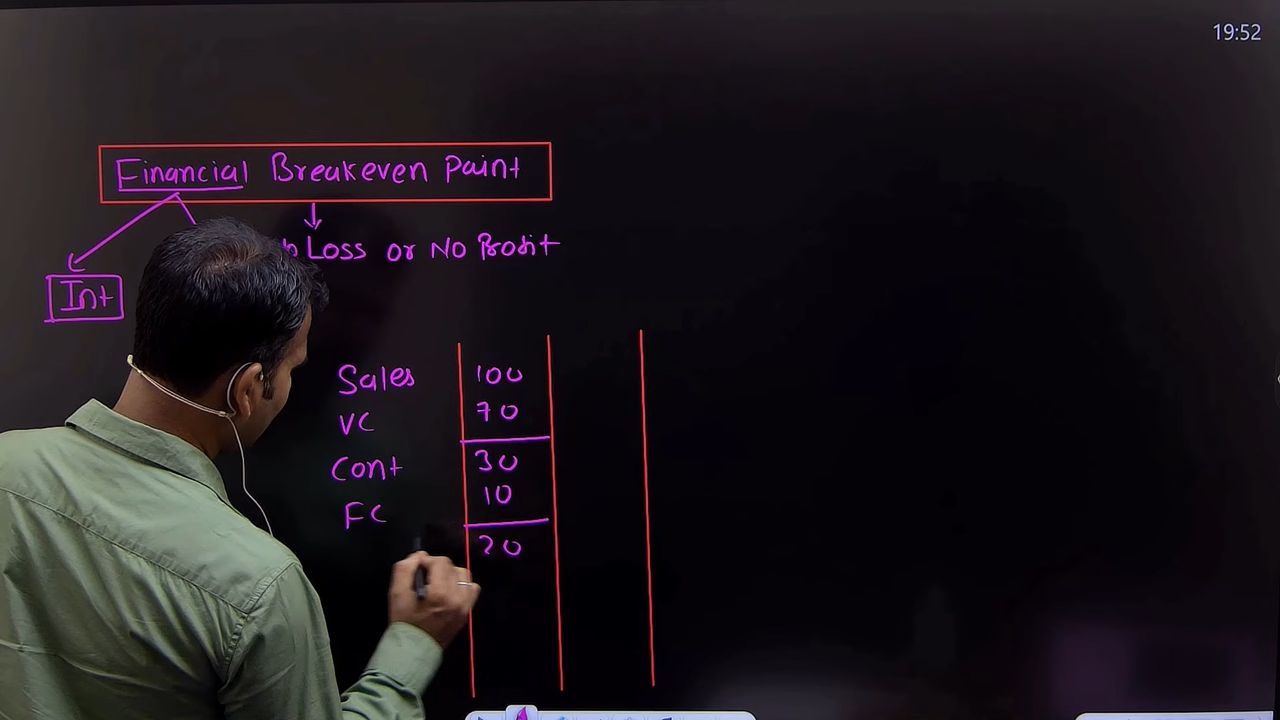 19:52
Financial Breakeven Paint
Loss or No Profit
Int
Sales 100
VC 70
Cont 30
FC 10
20